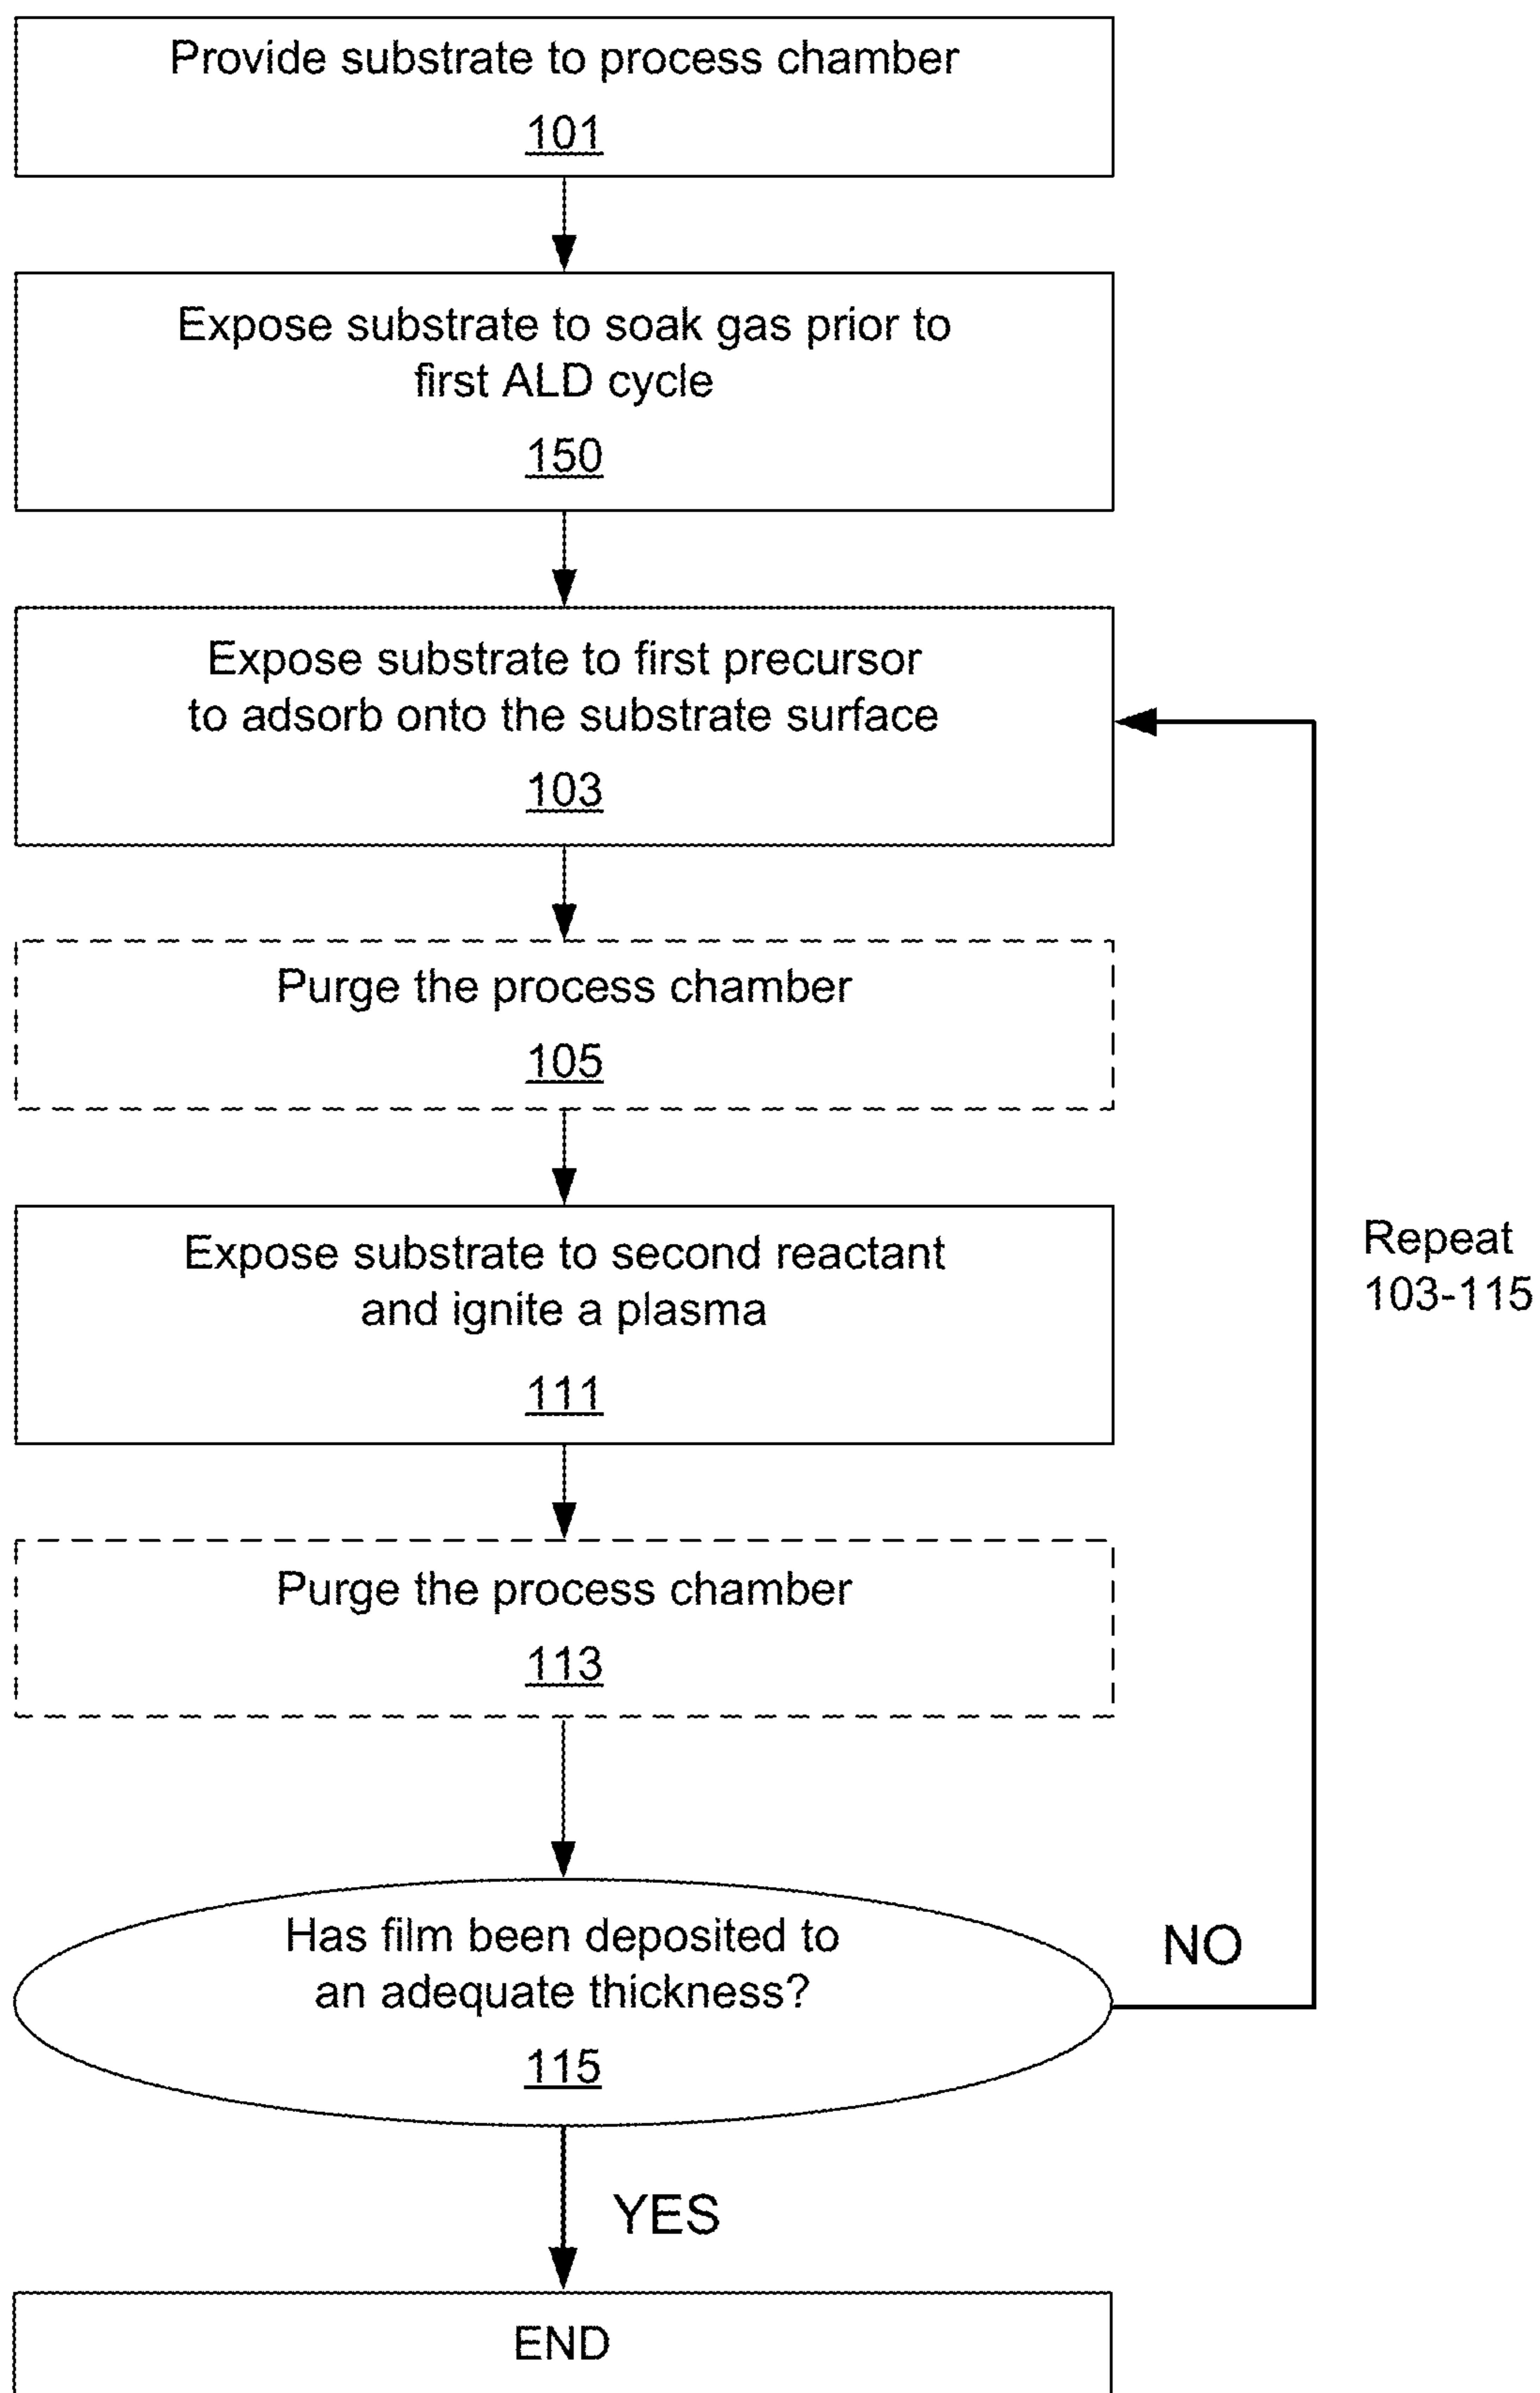 Provide substrate to process chamber
101
Expose substrate to soak gas prior to
first ALD cycle
150
Expose substrate to first precursor
to adsorb onto the substrate surface
103
Purge the process chamber
105
Expose substrate to second reactant
and ignite a plasma
111
Repeat
103-115
Purge the process chamber
113
Has film been deposited to
an adequate thickness?
115
NO
YES
END